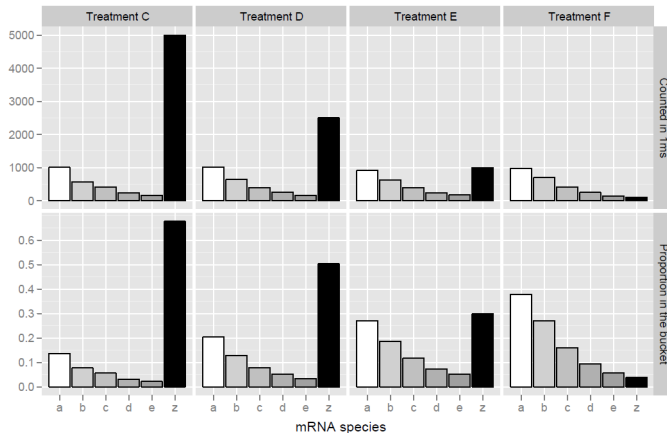 Treatment C Treatment D Treatment E Treatment F
5000
4000
3000
2000
1000
0
Counted in 1ms
0.6
0.5
0.4
0.3
0.2
0.1
0.0
Proportion in the bucket
a b c d e z a b c d e z a b c d e z a b c d e z
mRNA species